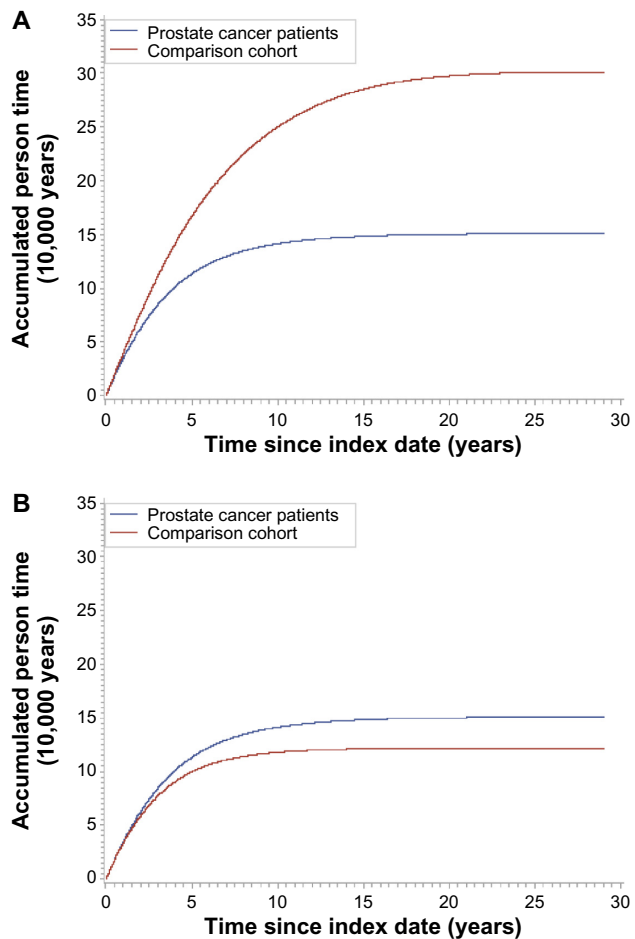 A
35
30
25
20
15
10
5
0
Prostate cancer patients
Comparison cohort
Accumulated person time
(10,000 years)
0 5 10 15 20 25 30
Time since index date (years)
B
35
30
25
20
15
10
5
0
Prostate cancer patients
Comparison cohort
Accumulated person time
(10,000 years)
0 5 10 15 20 25 30
Time since index date (years)